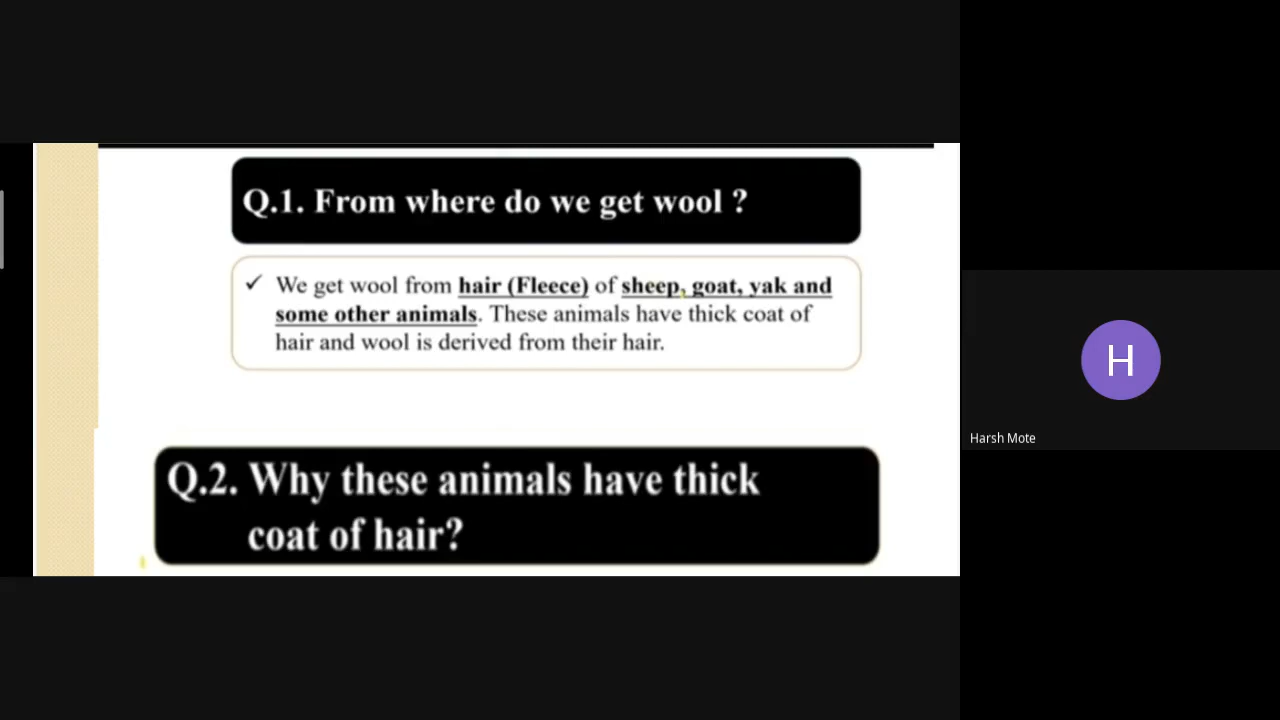 Q.1. From where do we get wool ?
✓ We get wool from hair (Fleece) of sheep, goat, yak and
some other animals. These animals have thick coat of
hair and wool is derived from their hair.
Q.2. Why these animals have thick
coat of hair?
H
Harsh Mote